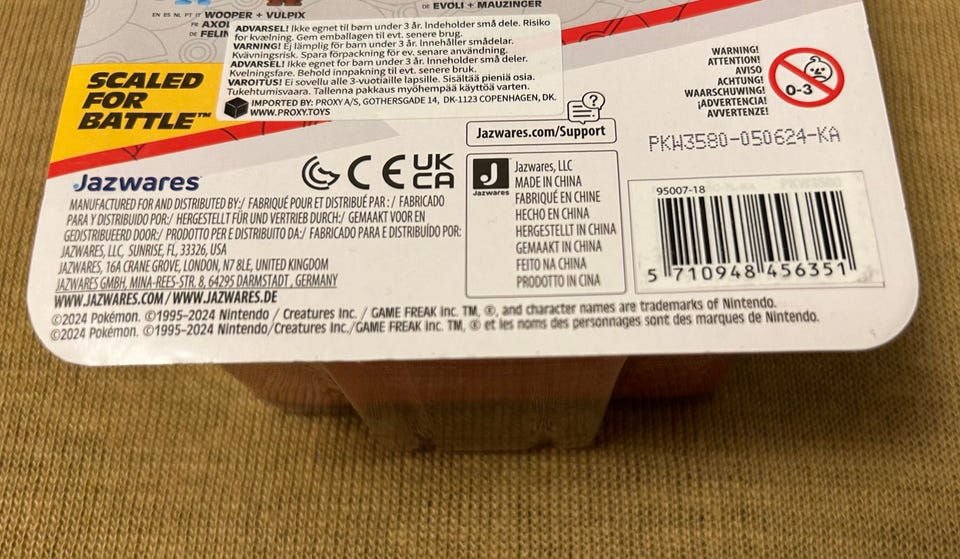 DE EVOLI + MAUZINGER
EN ES NL PT IT WOOPER + VULPIX
FR AXOL
DE FELIN
ADVARSEL! Ikke egnet til børn under 3 år. Indeholder små dele. Risiko
for kvælning. Gem emballagen til evt. senere brug.
VARNING! Ej lämplig för barn under 3 år. Innehåller smådelar.
Kvävningsrisk. Spara förpackning för ev. senare användning.
ADVARSEL! Ikke egnet for barn under 3 år. Inneholder små deler.
Kvelningsfare. Behold innpakning til evt. senere bruk.
VAROITUS! Ei sovellu alle 3-vuotiaille lapsille. Sisältää pieniä osia.
Tukehtumisvaara. Tallenna pakkaus myöhempää käyttöä varten.
IMPORTED BY: PROXY A/S, GOTHERSGADE 14, DK-1123 COPENHAGEN, DK.
WWW.PROXY.TOYS
SCALED
FOR
BATTLE™
WARNING!
ATTENTION!
AVISO
ACHTUNG!
WAARSCHUWING!
¡ADVERTENCIA!
AVVERTENZE!
0-3
?
Jazwares.com/Support
PKW3580-050624-KA
Jazwares®
CE
UK
CA
MANUFACTURED FOR AND DISTRIBUTED BY:/ FABRIQUÉ POUR ET DISTRIBUÉ PAR :/ FABRICADO
PARA Y DISTRIBUIDO POR:/ HERGESTELLT FÜR UND VERTRIEB DURCH:/ GEMAAKT VOOR EN
GEDISTRIBUEERD DOOR:/ PRODOTTO PER E DISTRIBUITO DA:/ FABRICADO PARA E DISTRIBUÍDO POR:
JAZWARES, LLC, SUNRISE, FL, 33326, USA
JAZWARES, 16A CRANE GROVE, LONDON, N7 8LE, UNITED KINGDOM
JAZWARES GMBH, MINA-REES-STR. 8, 64295 DARMSTADT, GERMANY
WWW.JAZWARES.COM / WWW.JAZWARES.DE
J
Jazwares
Jazwares, LLC
MADE IN CHINA
FABRIQUÉ EN CHINE
HECHO EN CHINA
HERGESTELLT IN CHINA
GEMAAKT IN CHINA
FEITO NA CHINA
PRODOTTO IN CINA
95007-18
5 710948 456351
©2024 Pokémon. ©1995–2024 Nintendo / Creatures Inc. / GAME FREAK Inc. TM, ®, and character names are trademarks of Nintendo.
©2024 Pokémon. ©1995–2024 Nintendo/Creatures Inc./ GAME FREAK Inc. TM, ® et les noms des personnages sont des marques de Nintendo.